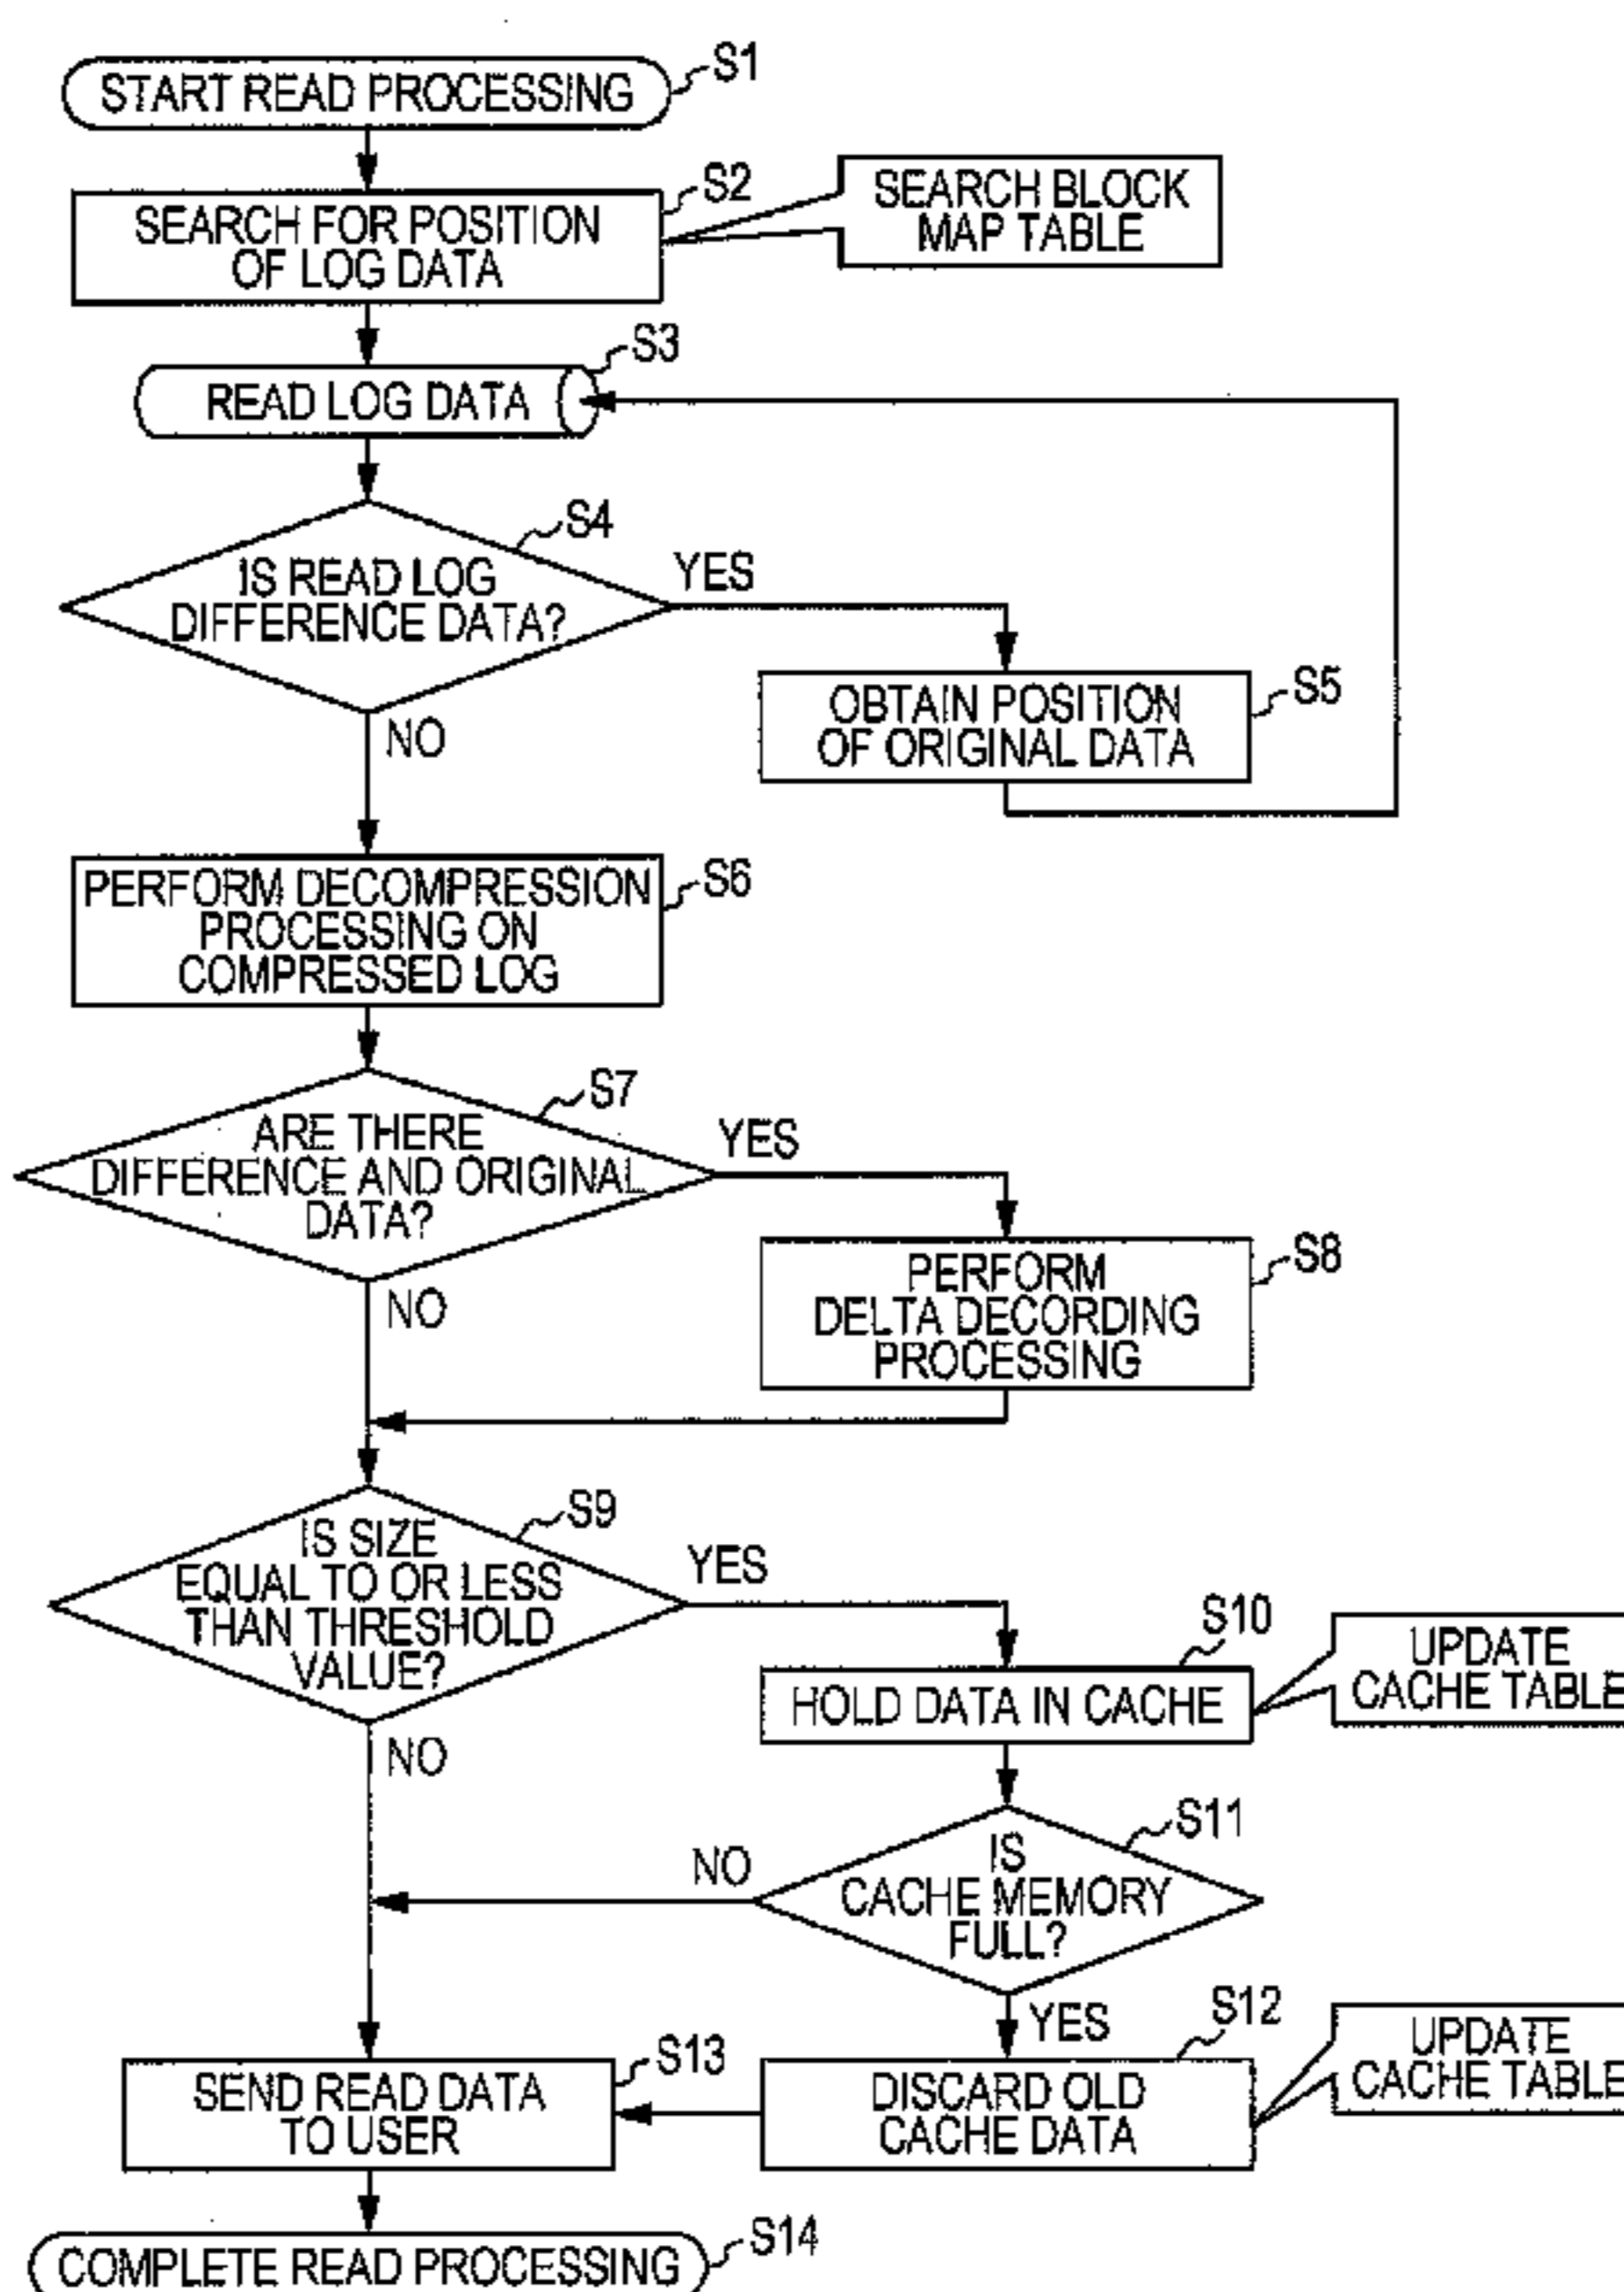 START READ PROCESSING
S1
SEARCH FOR POSITION
OF LOG DATA
S2
SEARCH BLOCK
MAP TABLE
READ LOG DATA
S3
IS READ LOG
DIFFERENCE DATA?
S4
YES
NO
OBTAIN POSITION
OF ORIGINAL DATA
S5
PERFORM DECOMPRESSION
PROCESSING ON
COMPRESSED LOG
S6
ARE THERE
DIFFERENCE AND ORIGINAL
DATA?
S7
YES
NO
PERFORM
DELTA DECORDING
PROCESSING
S8
IS SIZE
EQUAL TO OR LESS
THAN THRESHOLD
VALUE?
S9
YES
NO
HOLD DATA IN CACHE
S10
UPDATE
CACHE TABLE
IS
CACHE MEMORY
FULL?
S11
NO
YES
DISCARD OLD
CACHE DATA
S12
UPDATE
CACHE TABLE
SEND READ DATA
TO USER
S13
COMPLETE READ PROCESSING
S14